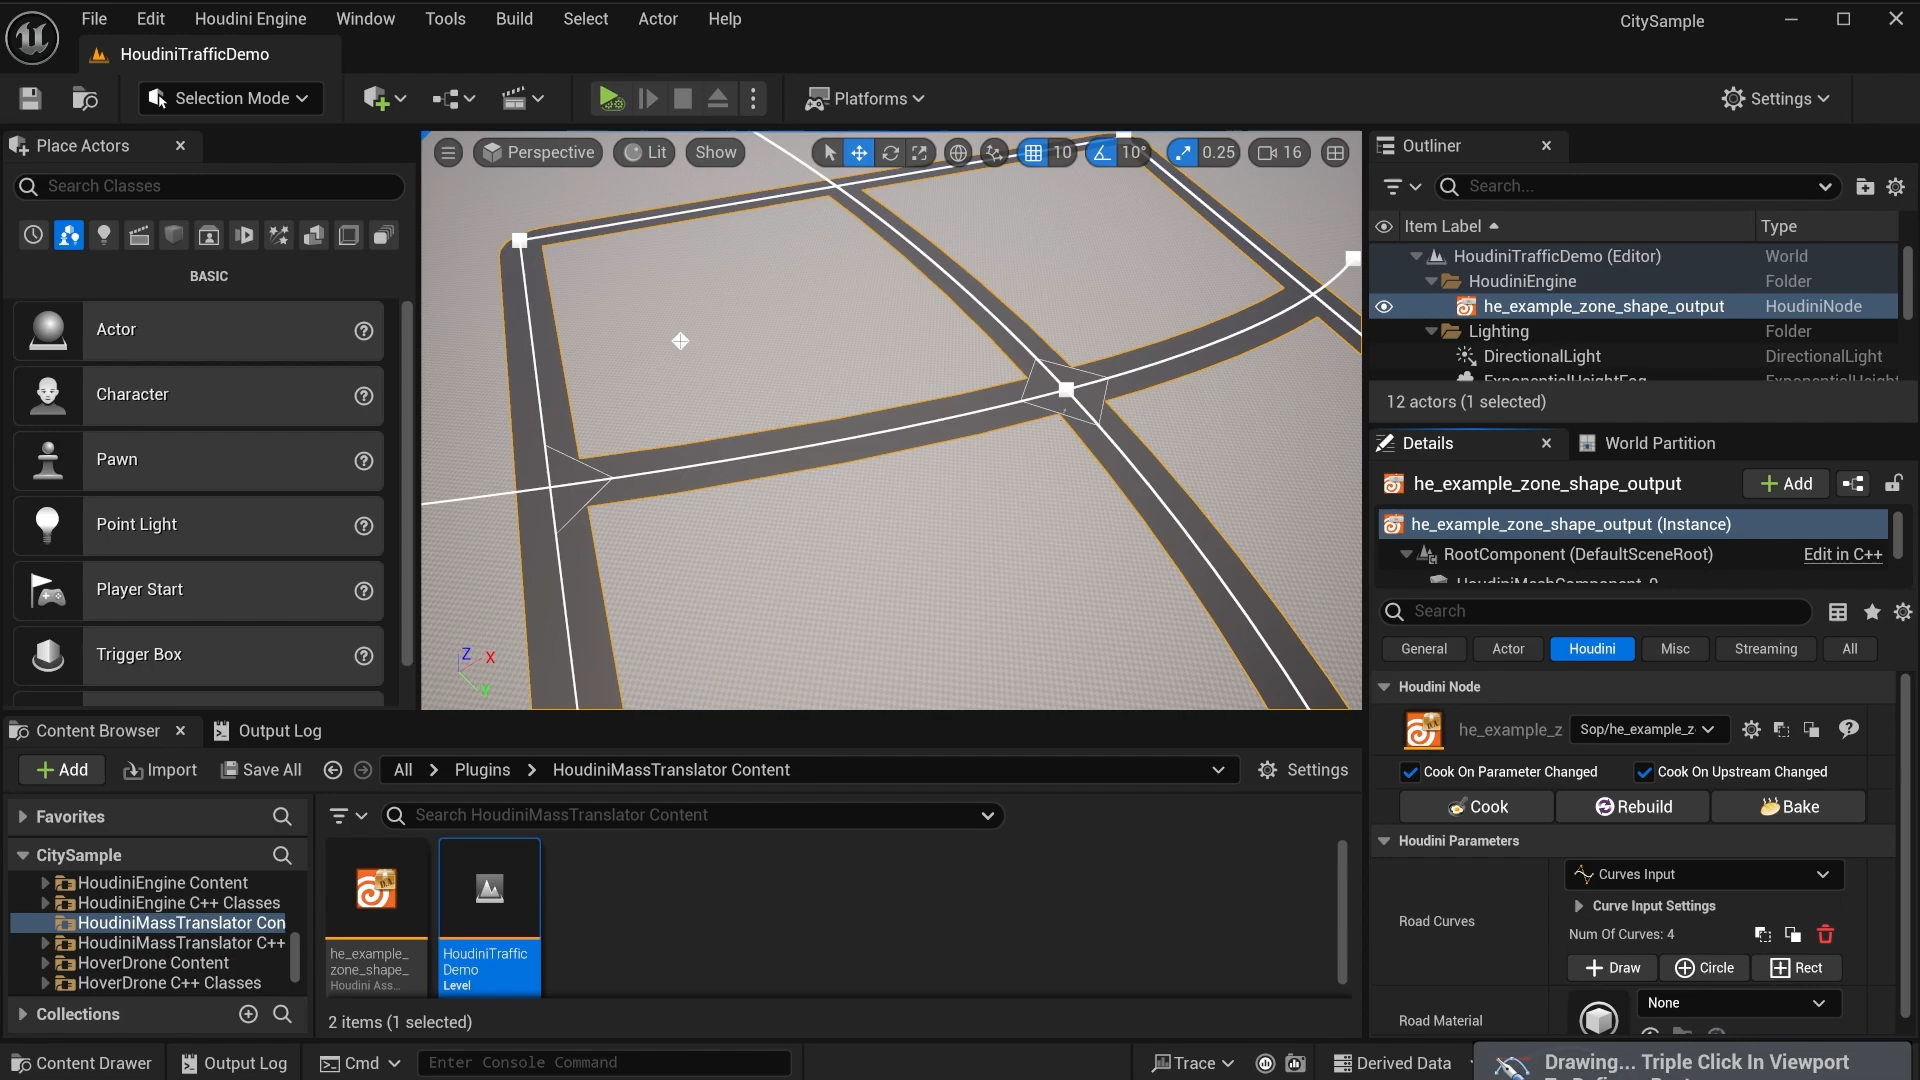 File Edit Houdini Engine Window Tools Build Select Actor Help
CitySample
HoudiniTrafficDemo
Selection Mode
Platforms
Settings
Place Actors
Search Classes
BASIC
Actor
Character
Pawn
Point Light
Player Start
Trigger Box
Perspective Lit Show
10 10° 0.25 16
Z X
Y
Outliner
Search...
Item Label Type
HoudiniTrafficDemo (Editor) World
HoudiniEngine Folder
he_example_zone_shape_output HoudiniNode
Lighting Folder
DirectionalLight DirectionalLight
12 actors (1 selected)
Details World Partition
he_example_zone_shape_output Add
he_example_zone_shape_output (Instance)
RootComponent (DefaultSceneRoot) Edit in C++
Search
General Actor Houdini Misc Streaming All
Houdini Node
he_example_z Sop/he_example_z
Cook On Parameter Changed Cook On Upstream Changed
Cook Rebuild Bake
Houdini Parameters
Curves Input
Curve Input Settings
Road Curves
Num Of Curves: 4
Draw Circle Rect
None
Road Material
Content Browser Output Log
Add Import Save All All Plugins HoudiniMassTranslator Content Settings
Favorites
CitySample
HoudiniEngine Content
HoudiniEngine C++ Classes
HoudiniMassTranslator Con
HoudiniMassTranslator C++
HoverDrone Content
HoverDrone C++ Classes
Collections
Search HoudiniMassTranslator Content
he_example_
zone_shape_
Houdini Ass...
HoudiniTraffic
Demo
Level
2 items (1 selected)
Content Drawer Output Log Cmd Enter Console Command Trace Derived Data
Drawing... Triple Click In Viewport